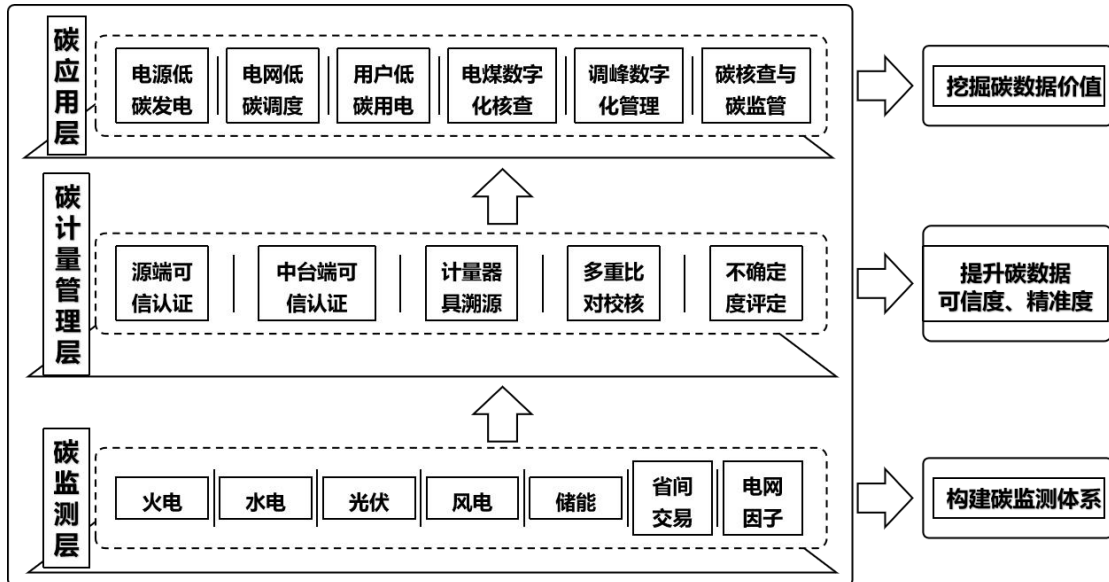 碳应用层
电源低
碳发电
电网低
碳调度
用户低
碳用电
电煤数字
化核查
调峰数字
化管理
碳核查与
碳监管
挖掘碳数据价值
碳计量管理层
源端可
信认证
中台端可
信认证
计量器
具溯源
多重比
对校核
不确定
度评定
提升碳数据
可信度、精准度
碳监测层
火电
水电
光伏
风电
储能
省间
交易
电网
因子
构建碳监测体系